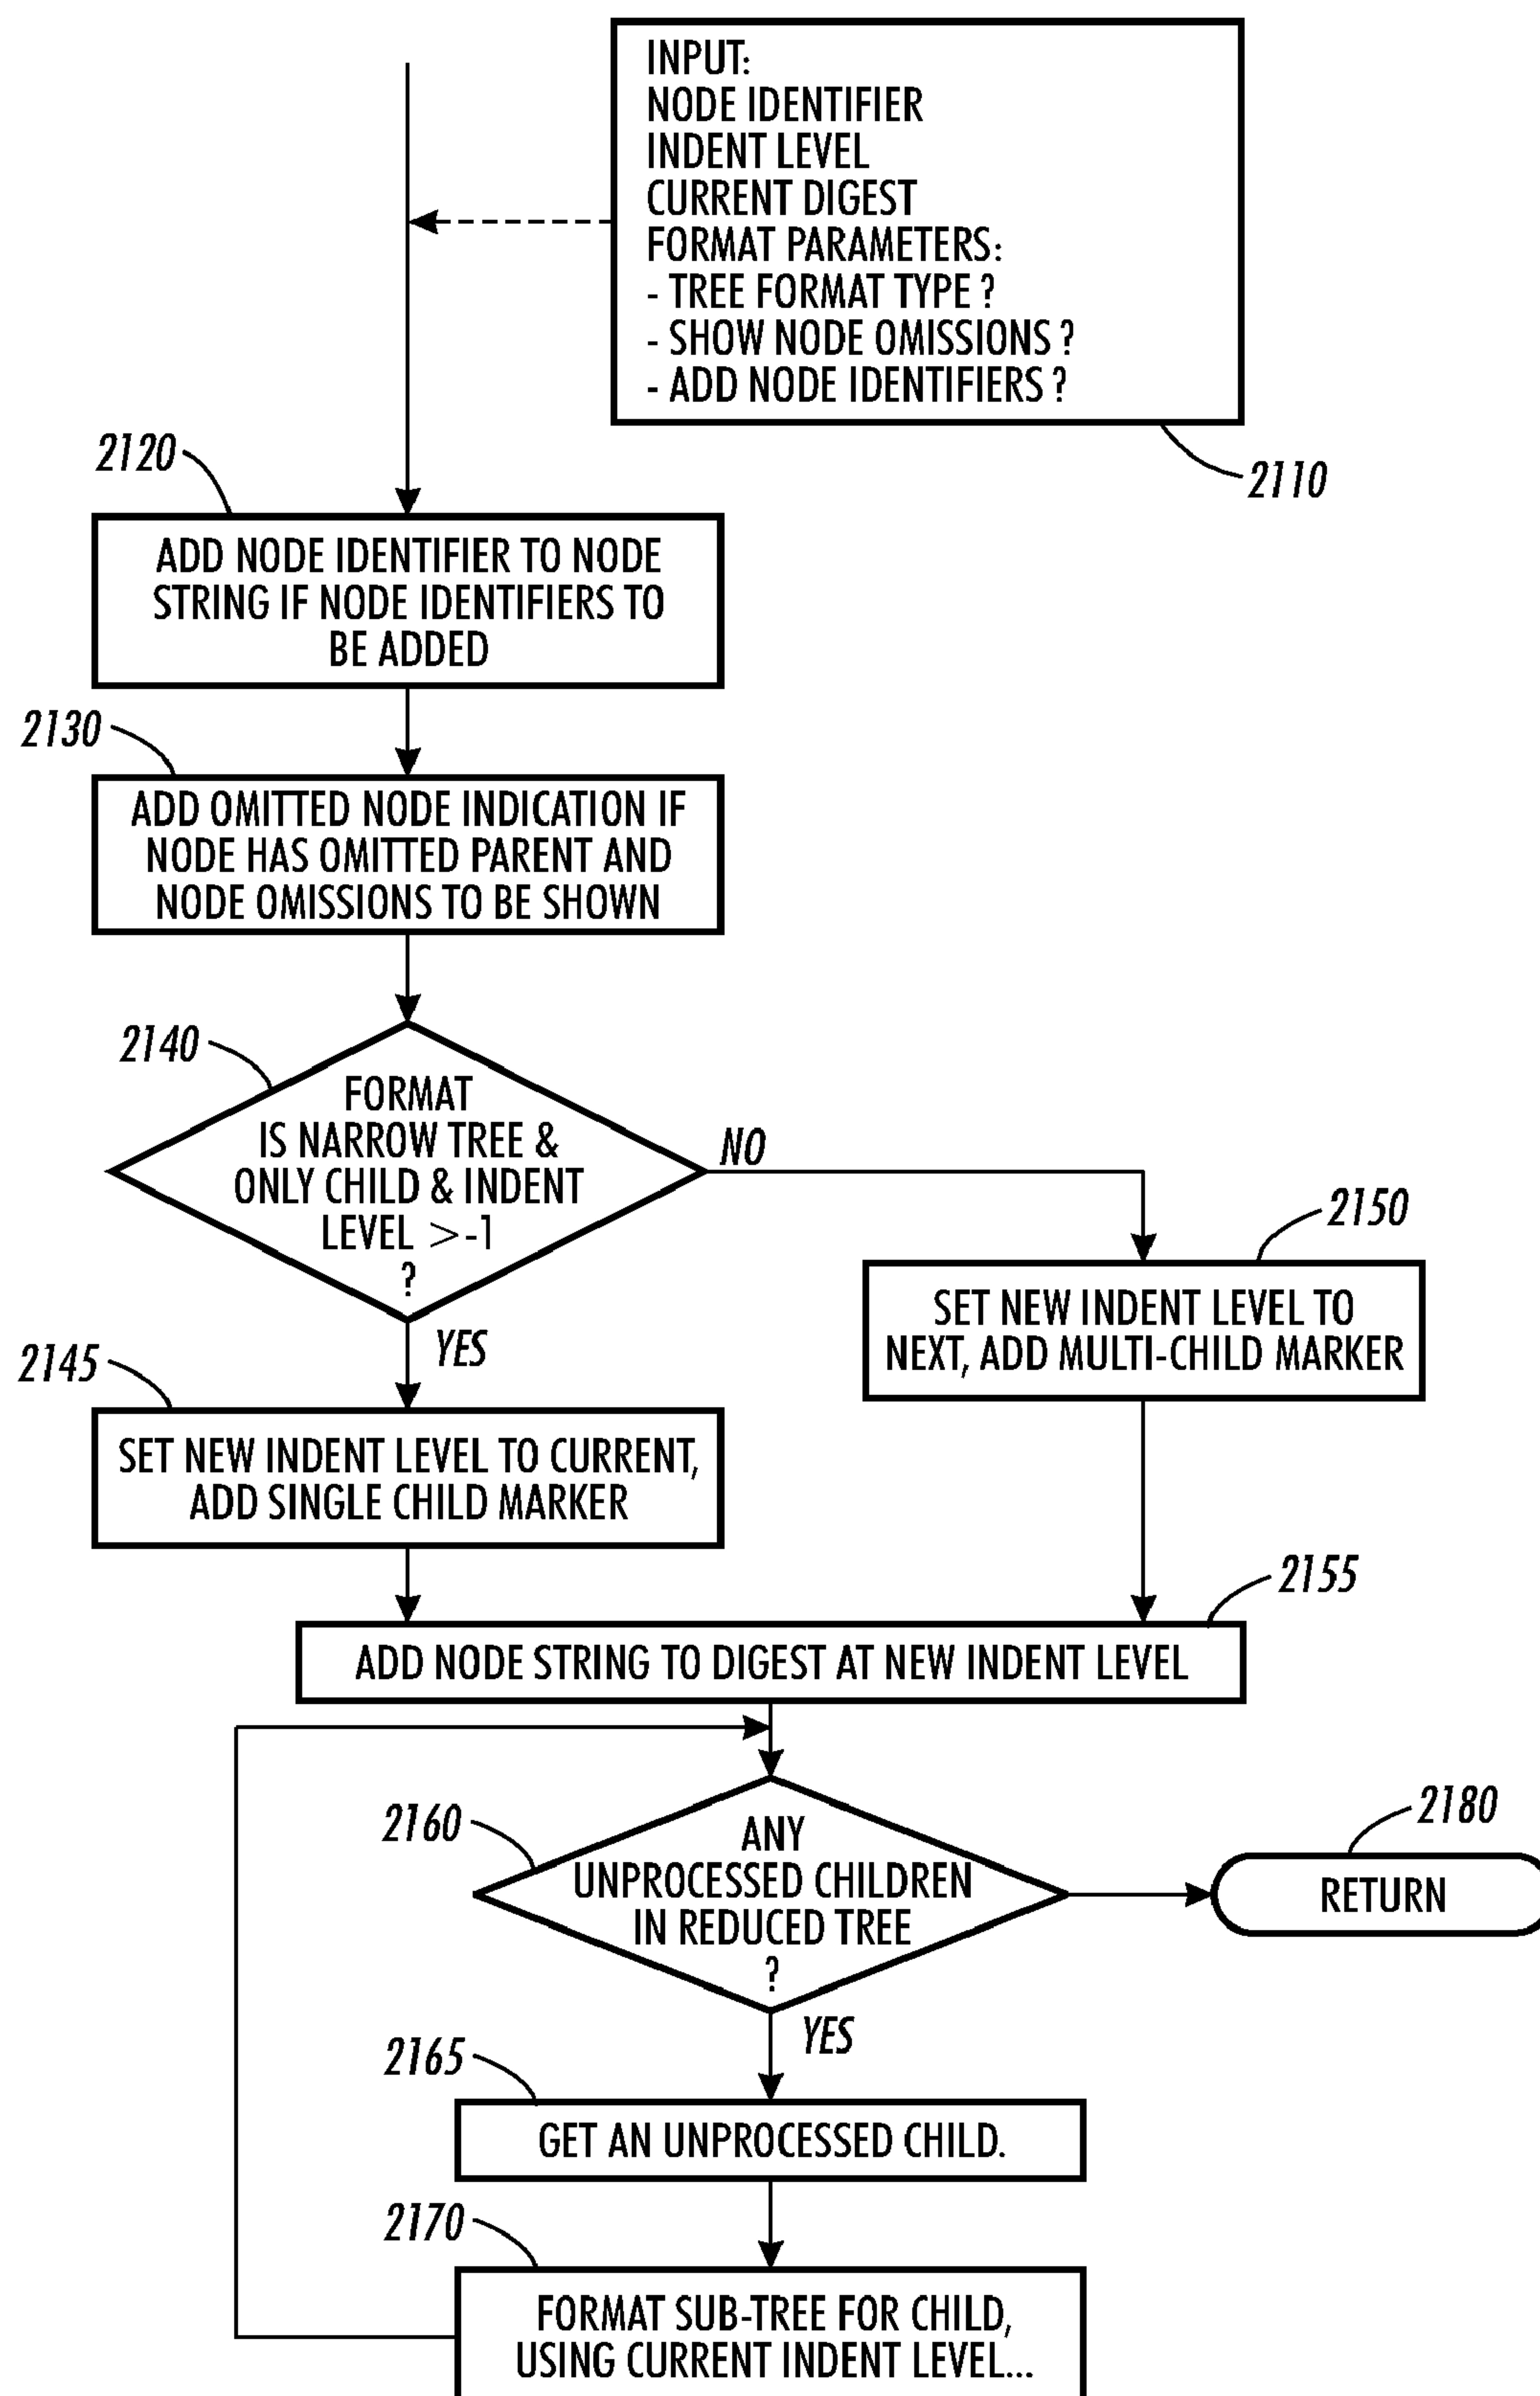 INPUT:
NODE IDENTIFIER
INDENT LEVEL
CURRENT DIGEST
FORMAT PARAMETERS:
- TREE FORMAT TYPE ?
- SHOW NODE OMISSIONS ?
- ADD NODE IDENTIFIERS ?
2110
2120
ADD NODE IDENTIFIER TO NODE
STRING IF NODE IDENTIFIERS TO
BE ADDED
2130
ADD OMITTED NODE INDICATION IF
NODE HAS OMITTED PARENT AND
NODE OMISSIONS TO BE SHOWN
2140
FORMAT
IS NARROW TREE &
ONLY CHILD & INDENT
LEVEL >-1
?
NO
YES
2150
SET NEW INDENT LEVEL TO
NEXT, ADD MULTI-CHILD MARKER
2145
SET NEW INDENT LEVEL TO CURRENT,
ADD SINGLE CHILD MARKER
2155
ADD NODE STRING TO DIGEST AT NEW INDENT LEVEL
2160
ANY
UNPROCESSED CHILDREN
IN REDUCED TREE
?
2180
RETURN
YES
2165
GET AN UNPROCESSED CHILD.
2170
FORMAT SUB-TREE FOR CHILD,
USING CURRENT INDENT LEVEL...